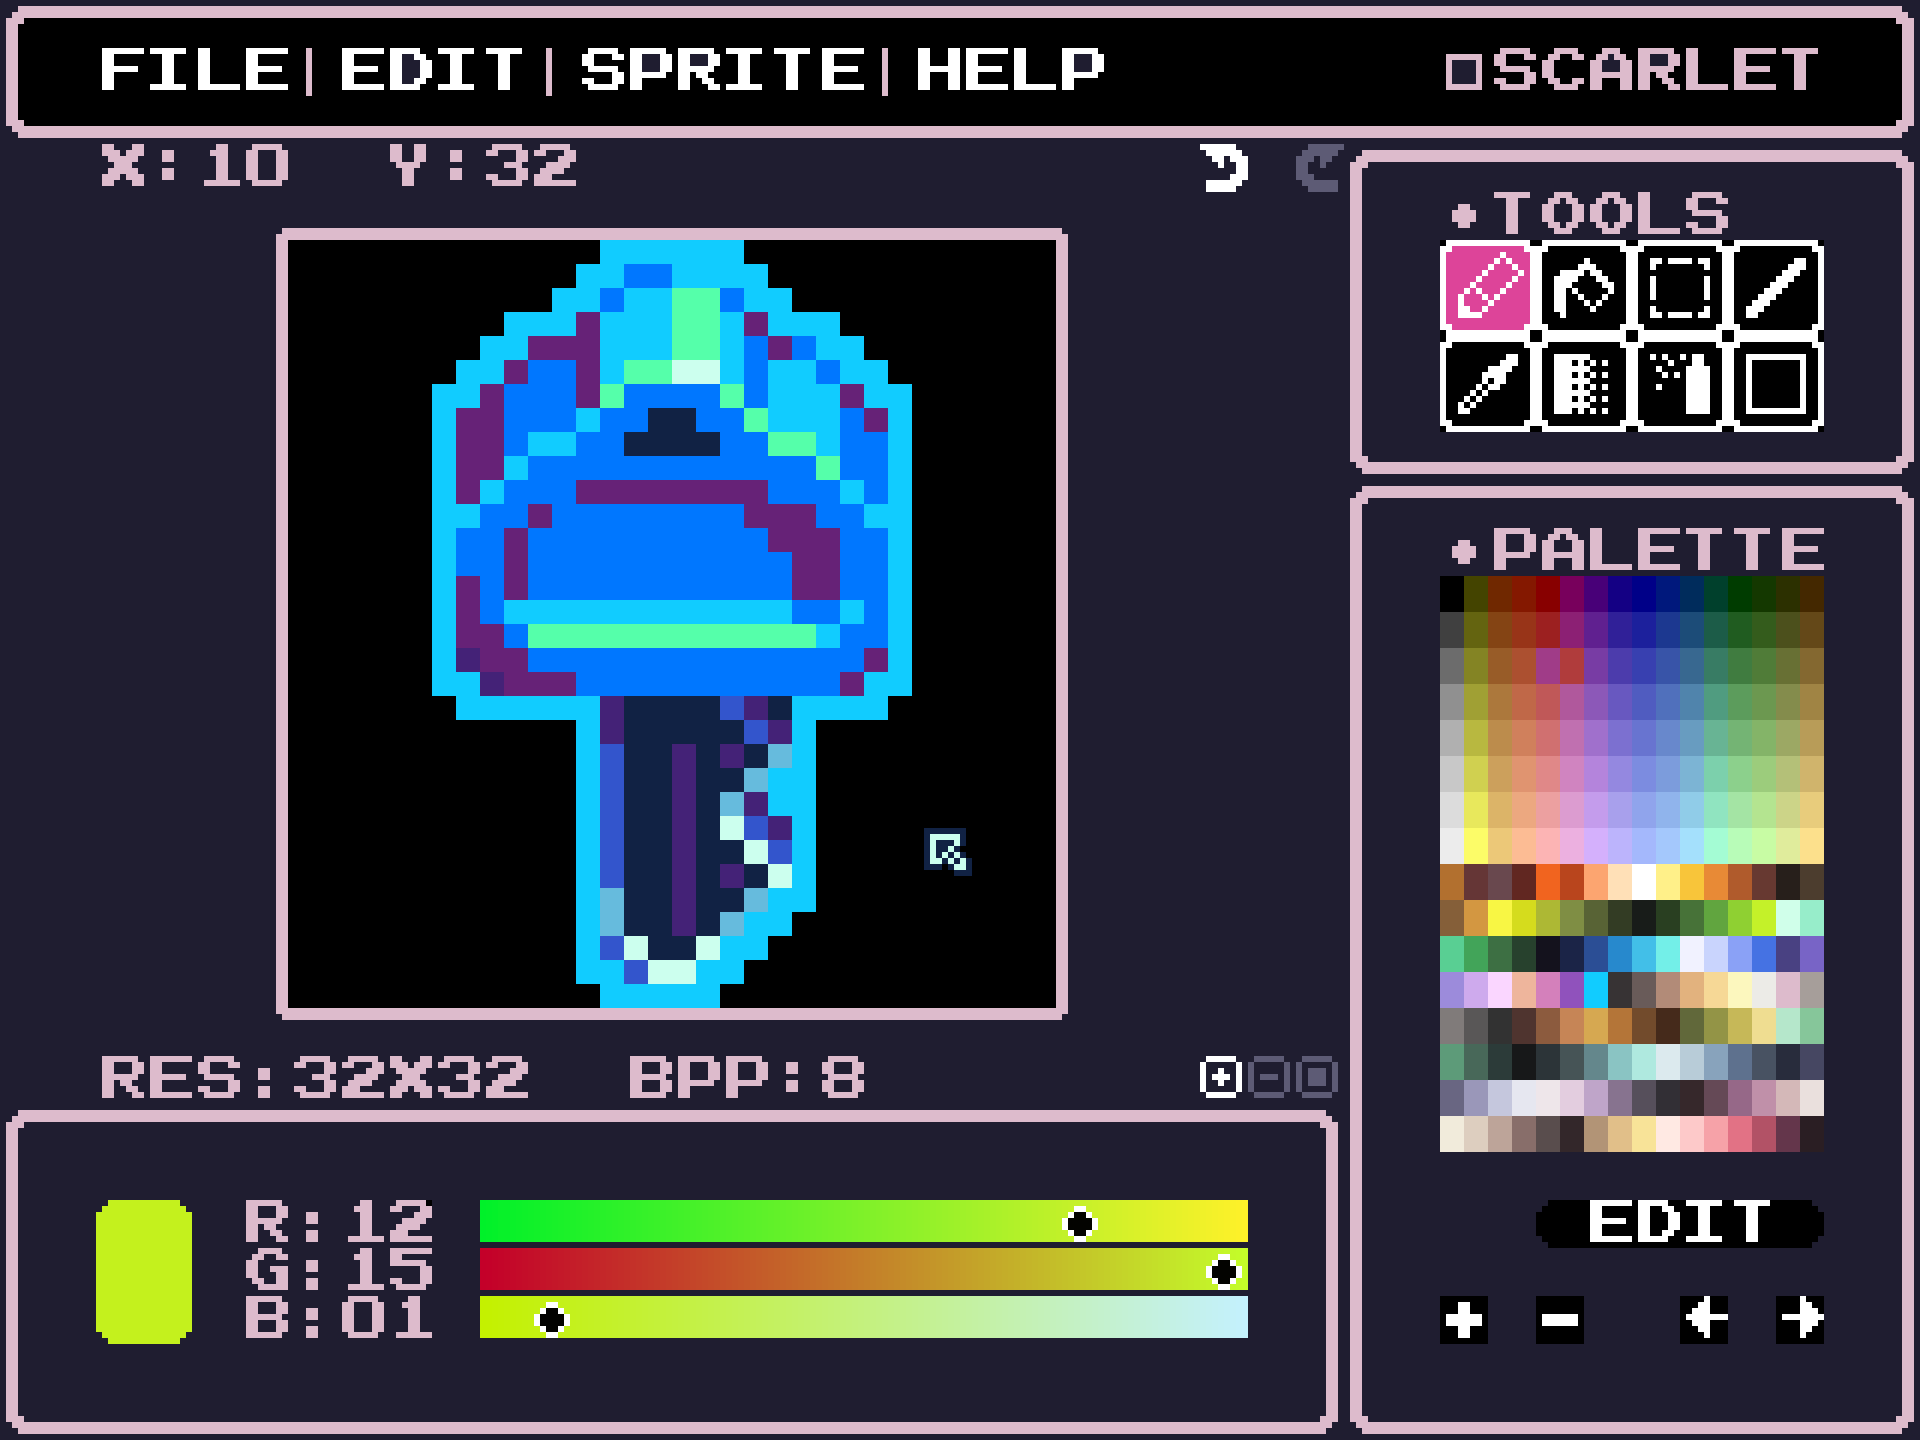 FILE|EDIT|SPRITE|HELP SCARLET
X:10 Y:32
TOOLS
PALETTE
RES:32X32 BPP:8
R:12
G:15
B:01
EDIT